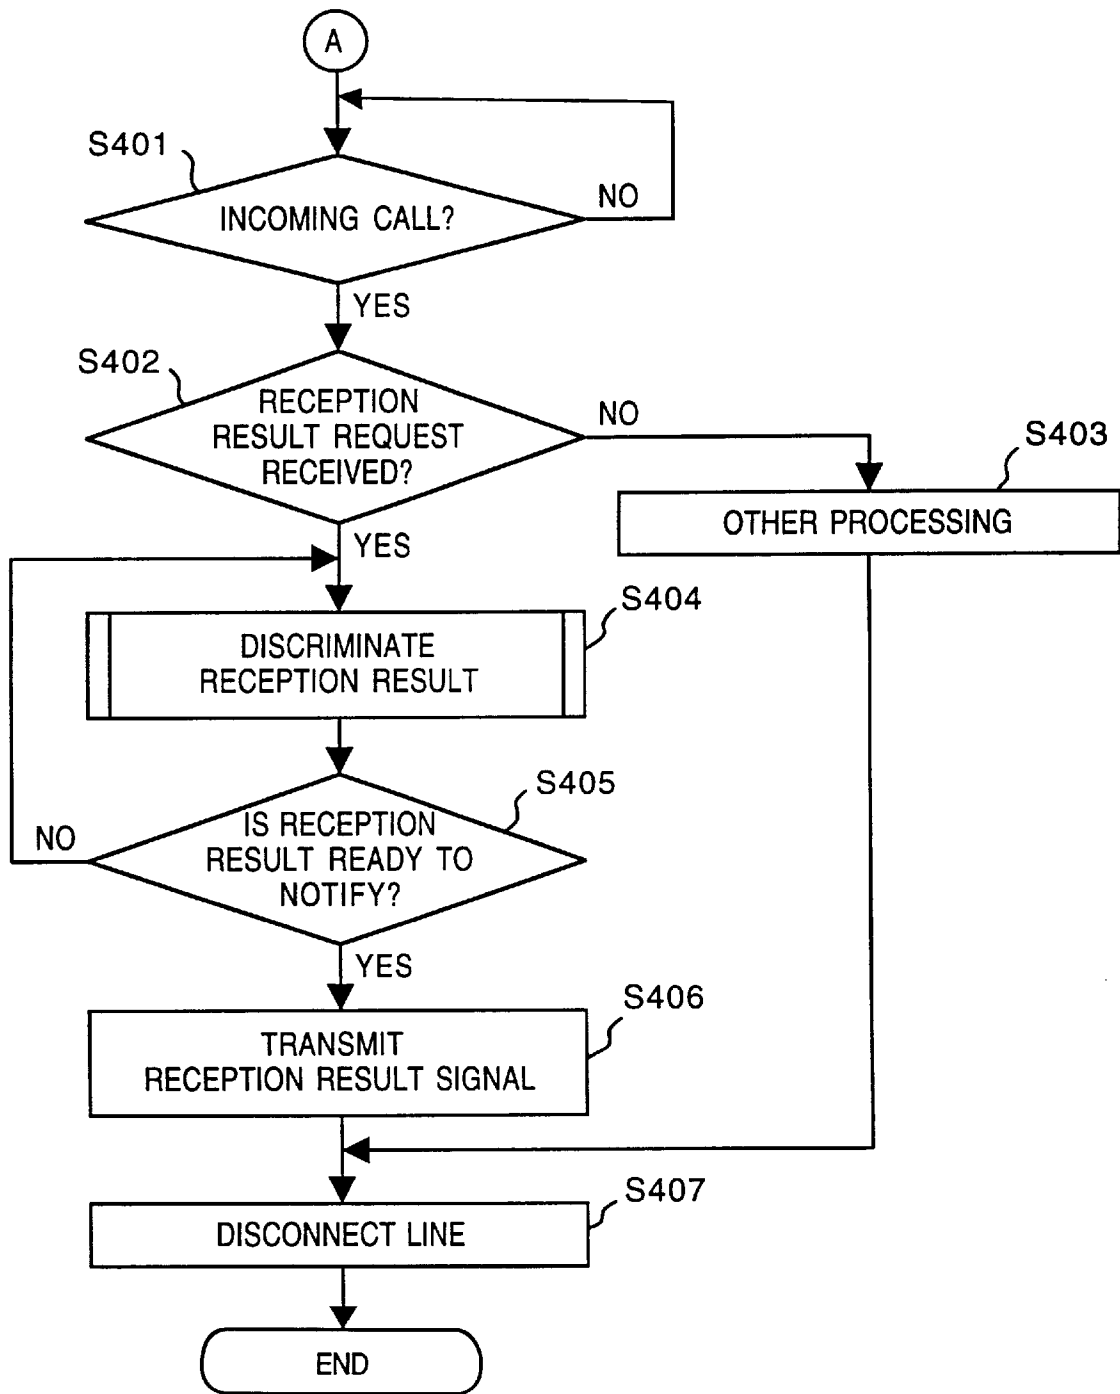 A
S401
INCOMING CALL?
NO
YES
S402
RECEPTION
RESULT REQUEST
RECEIVED?
NO
S403
OTHER PROCESSING
YES
S404
DISCRIMINATE
RECEPTION RESULT
S405
IS RECEPTION
RESULT READY TO
NOTIFY?
NO
YES
S406
TRANSMIT
RECEPTION RESULT SIGNAL
S407
DISCONNECT LINE
END